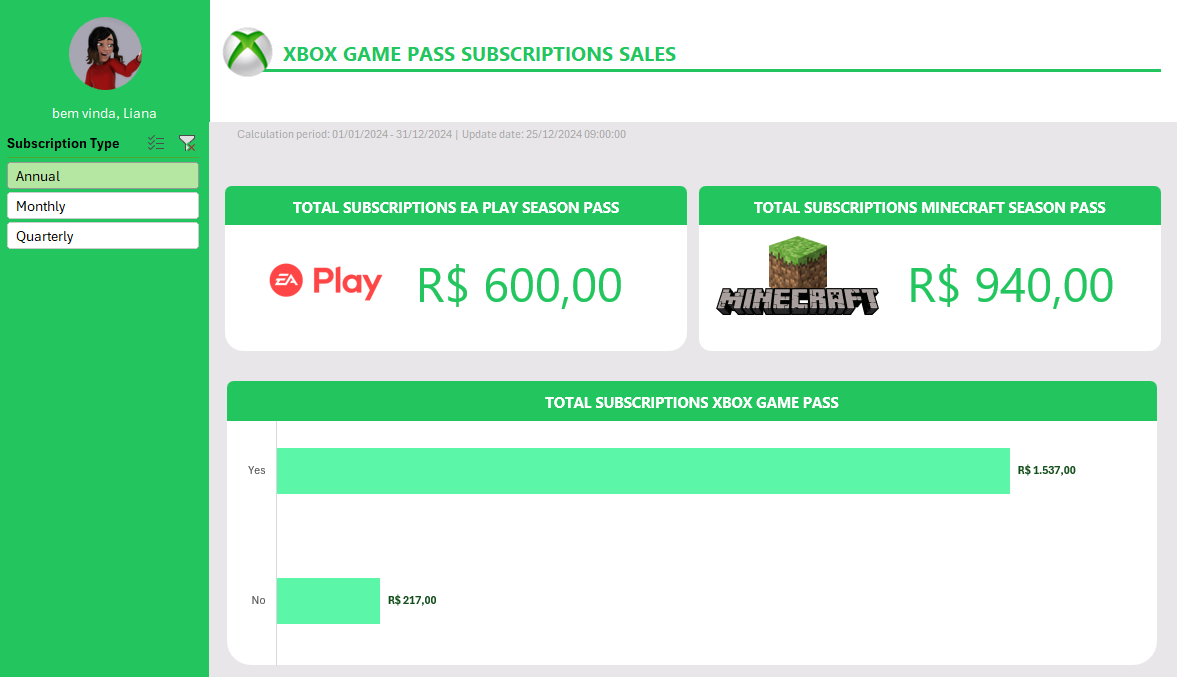 bem vinda, Liana
Subscription Type
Annual
Monthly
Quarterly
XBOX GAME PASS SUBSCRIPTIONS SALES
Calculation period: 01/01/2024 - 31/12/2024 | Update date: 25/12/2024 09:00:00
TOTAL SUBSCRIPTIONS EA PLAY SEASON PASS
EA Play R$ 600,00
TOTAL SUBSCRIPTIONS MINECRAFT SEASON PASS
MINECRAFT R$ 940,00
TOTAL SUBSCRIPTIONS XBOX GAME PASS
Yes R$ 1.537,00
No R$ 217,00